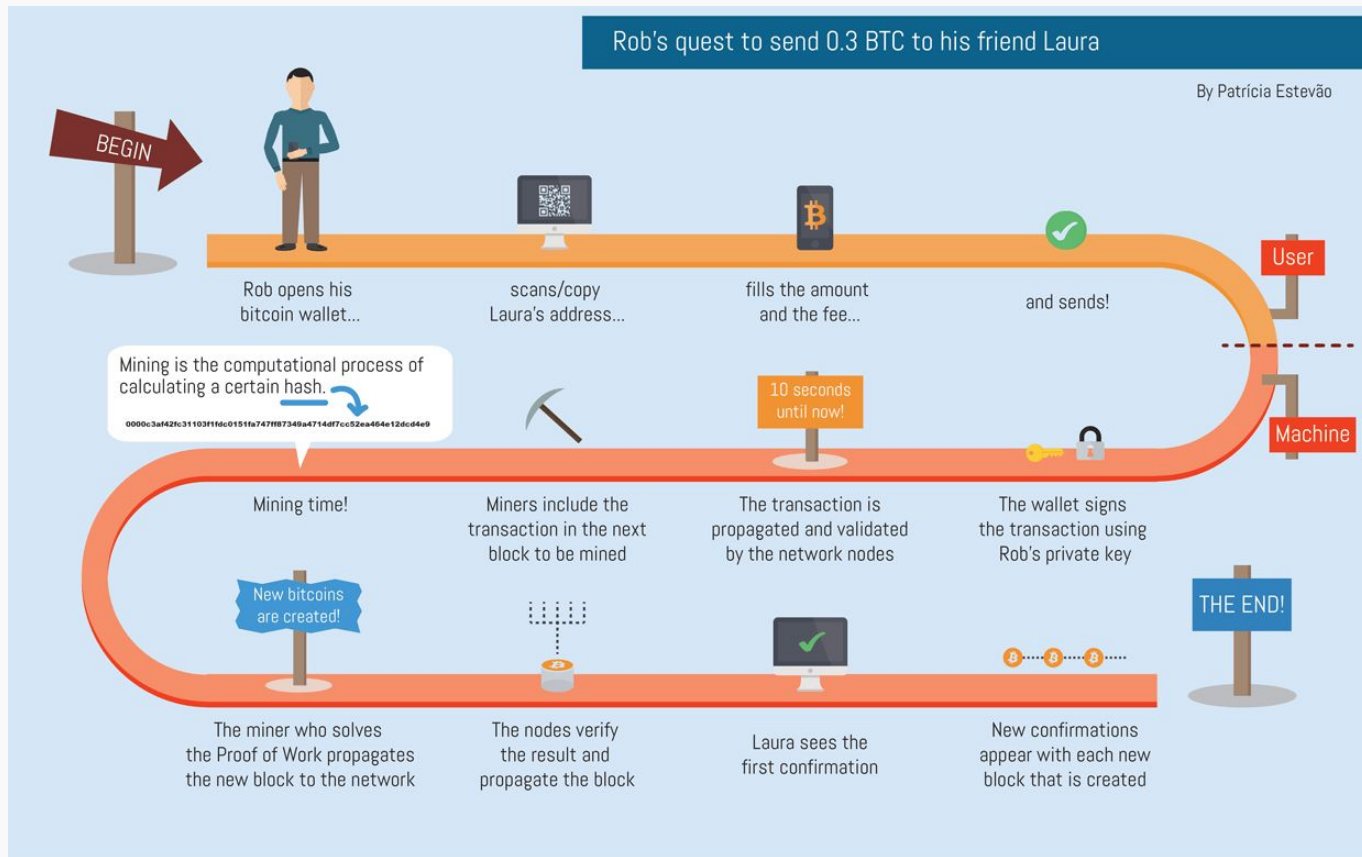 Rob's quest to send 0.3 BTC to his friend Laura
By Patrícia Estevão
BEGIN
Rob opens his
bitcoin wallet...
scans/copy
Laura's address...
fills the amount
and the fee...
and sends!
User
Machine
The wallet signs
the transaction using
Rob's private key
10 seconds
until now!
The transaction is
propagated and validated
by the network nodes
Miners include the
transaction in the next
block to be mined
Mining is the computational process of
calculating a certain hash.
0000c3af42fc31103f1fdc0151fa747ff87349a4714df7cc52ea464e12dcd4e9
Mining time!
New bitcoins
are created!
The miner who solves
the Proof of Work propagates
the new block to the network
The nodes verify
the result and
propagate the block
Laura sees the
first confirmation
New confirmations
appear with each new
block that is created
THE END!